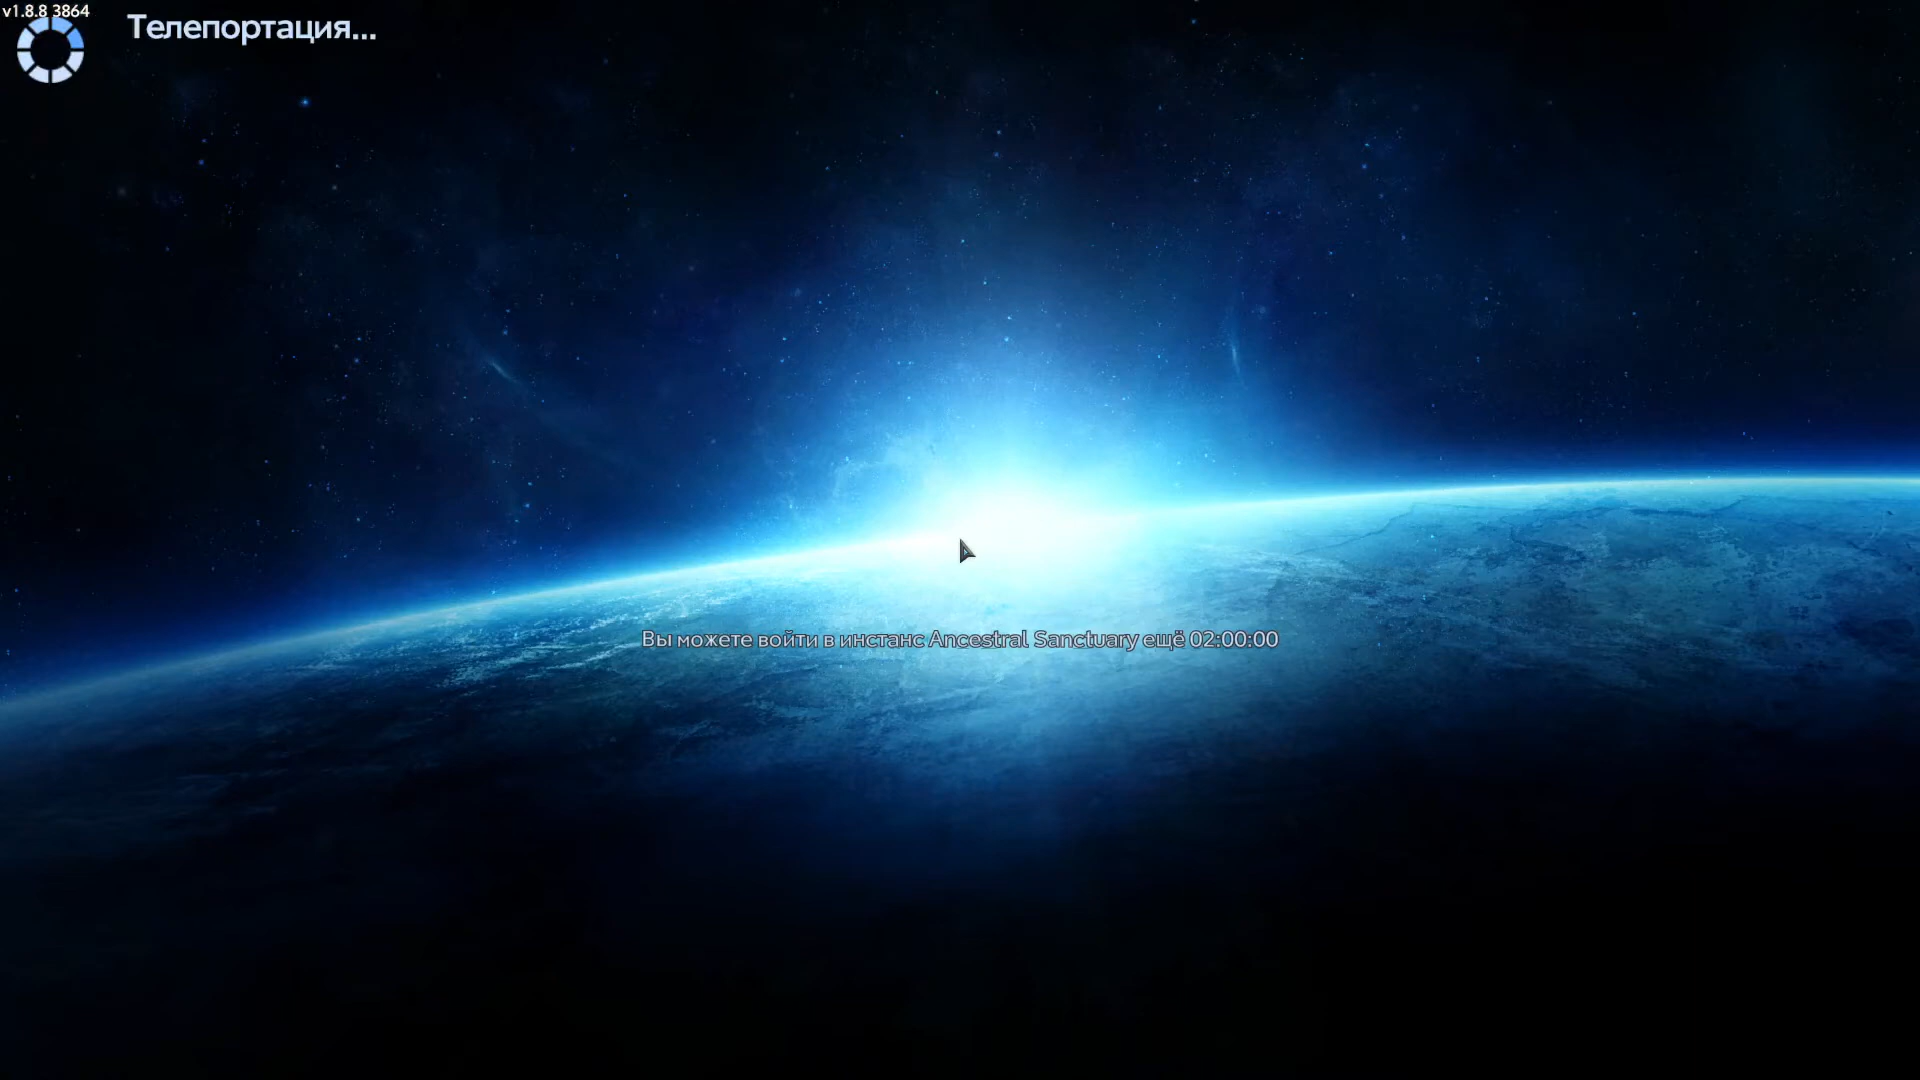 v1.8.8 3864
Телепортация...
Вы можете войти в инстанс Ancestral Sanctuary ещё 02:00:00